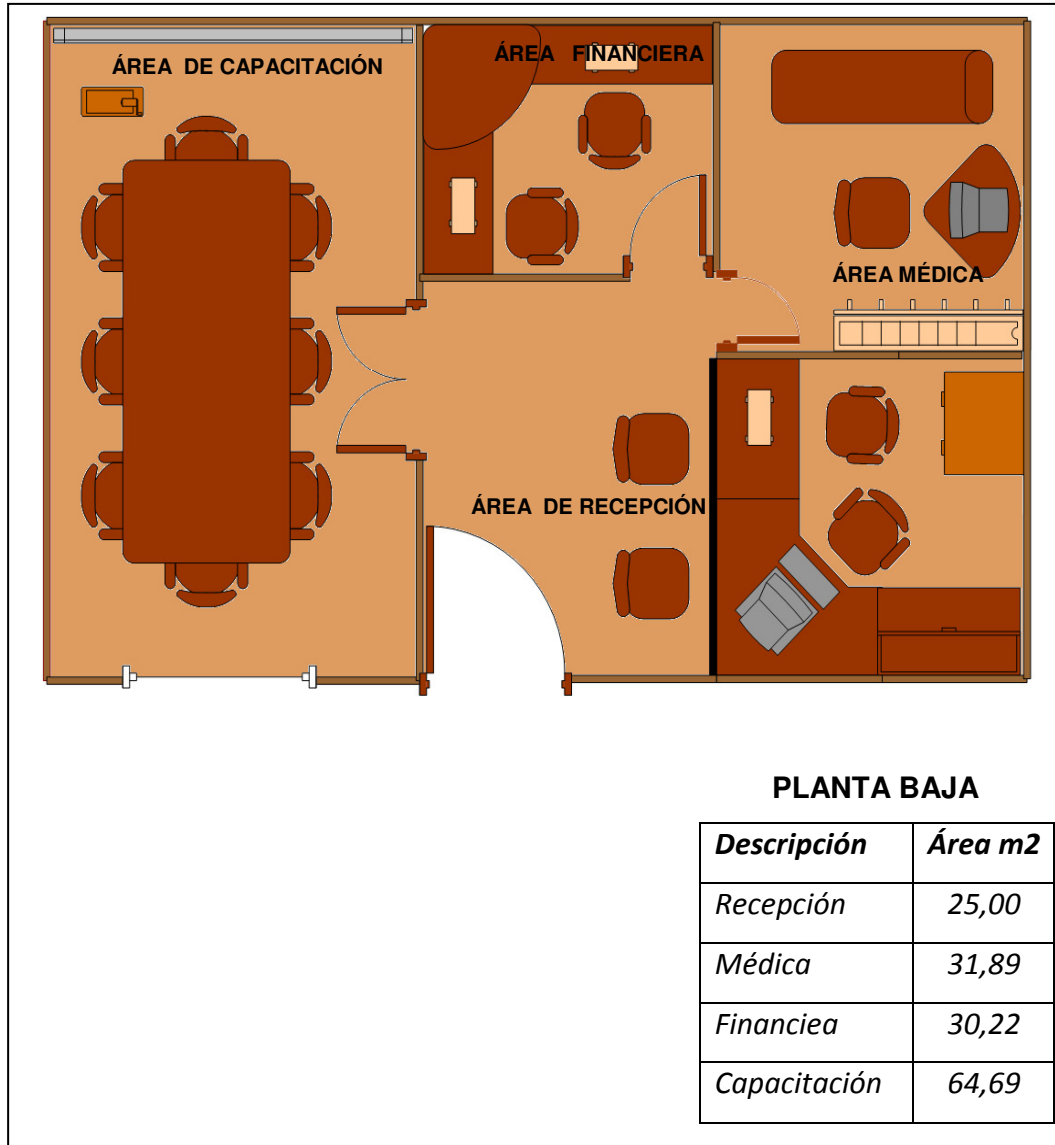 ÁREA DE CAPACITACIÓN
ÁREA FINANCIERA
ÁREA MÉDICA
ÁREA DE RECEPCIÓN
PLANTA BAJA
Descripción Área m2
Recepción 25,00
Médica 31,89
Financiea 30,22
Capacitación 64,69